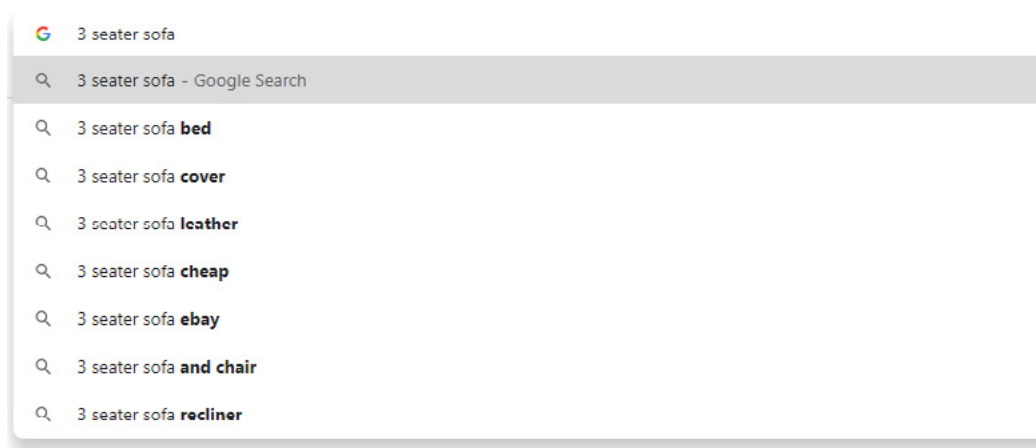 3 seater sofa
3 seater sofa - Google Search
3 seater sofa bed
3 seater sofa cover
3 seater sofa leather
3 seater sofa cheap
3 seater sofa ebay
3 seater sofa and chair
3 seater sofa recliner